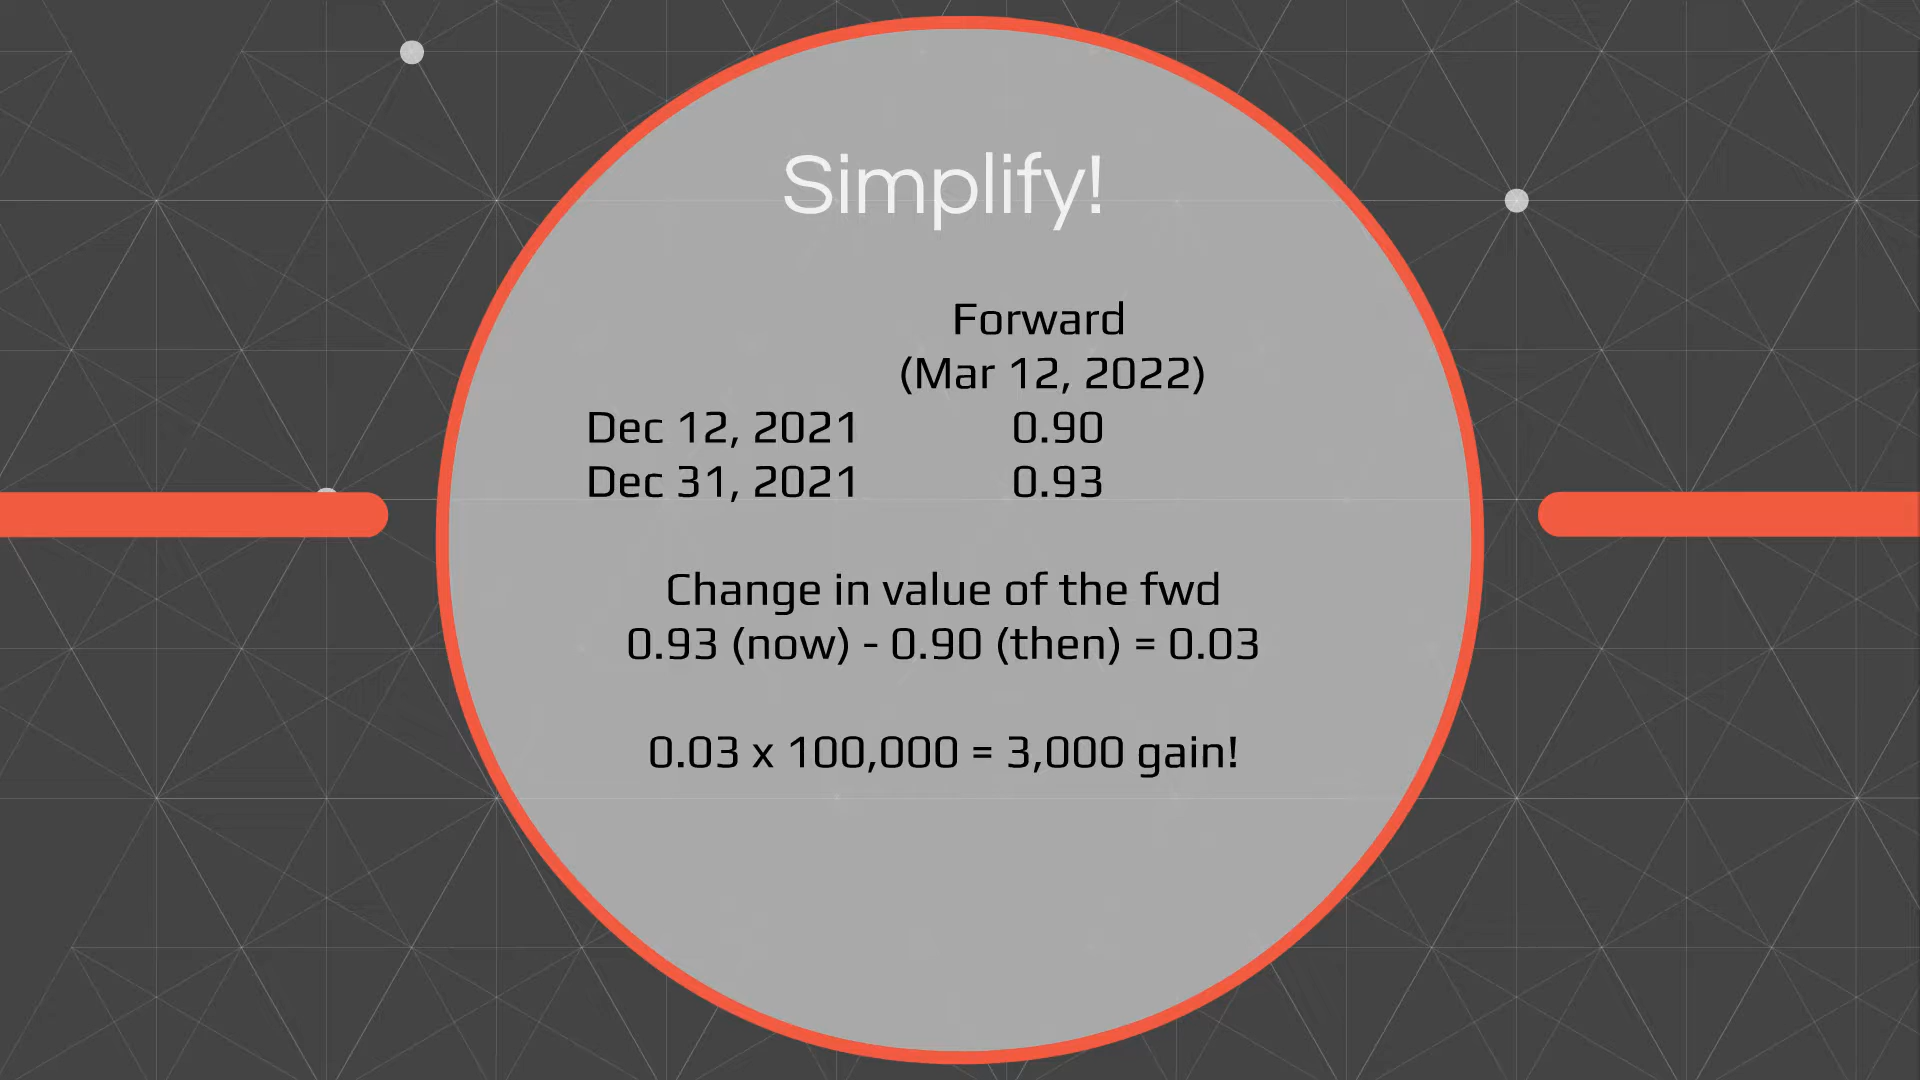 Simplify!
Forward
(Mar 12, 2022)
Dec 12, 2021 0.90
Dec 31, 2021 0.93
Change in value of the fwd
0.93 (now) - 0.90 (then) = 0.03
0.03 x 100,000 = 3,000 gain!